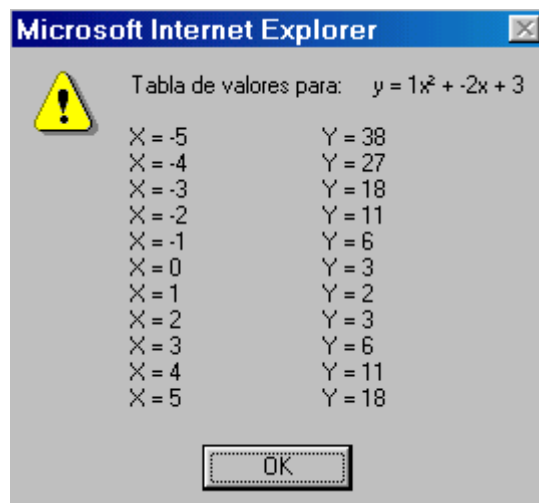 Microsoft Internet Explorer
Tabla de valores para: y = 1x² + -2x + 3
X = -5 Y = 38
X = -4 Y = 27
X = -3 Y = 18
X = -2 Y = 11
X = -1 Y = 6
X = 0 Y = 3
X = 1 Y = 2
X = 2 Y = 3
X = 3 Y = 6
X = 4 Y = 11
X = 5 Y = 18
OK